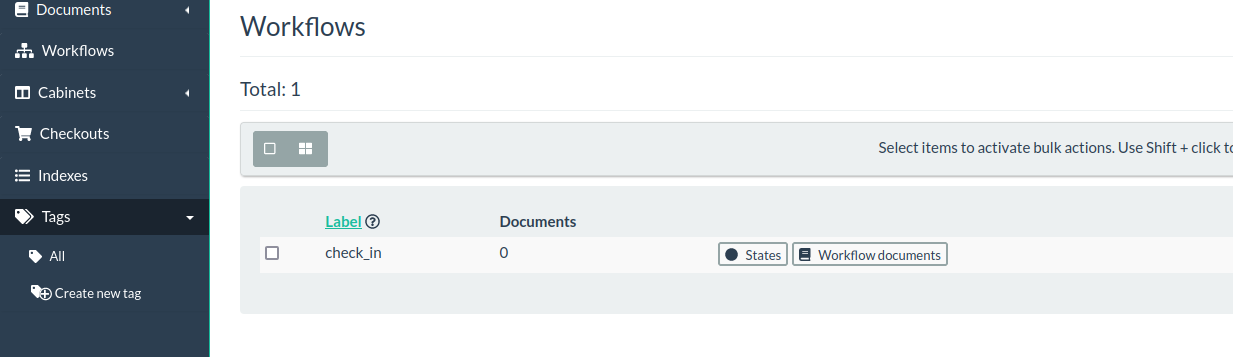 Documents
Workflows
Cabinets
Checkouts
Indexes
Tags
All
Create new tag
Workflows
Total: 1
Select items to activate bulk actions. Use Shift + click
Label Documents
check_in 0 States Workflow documents